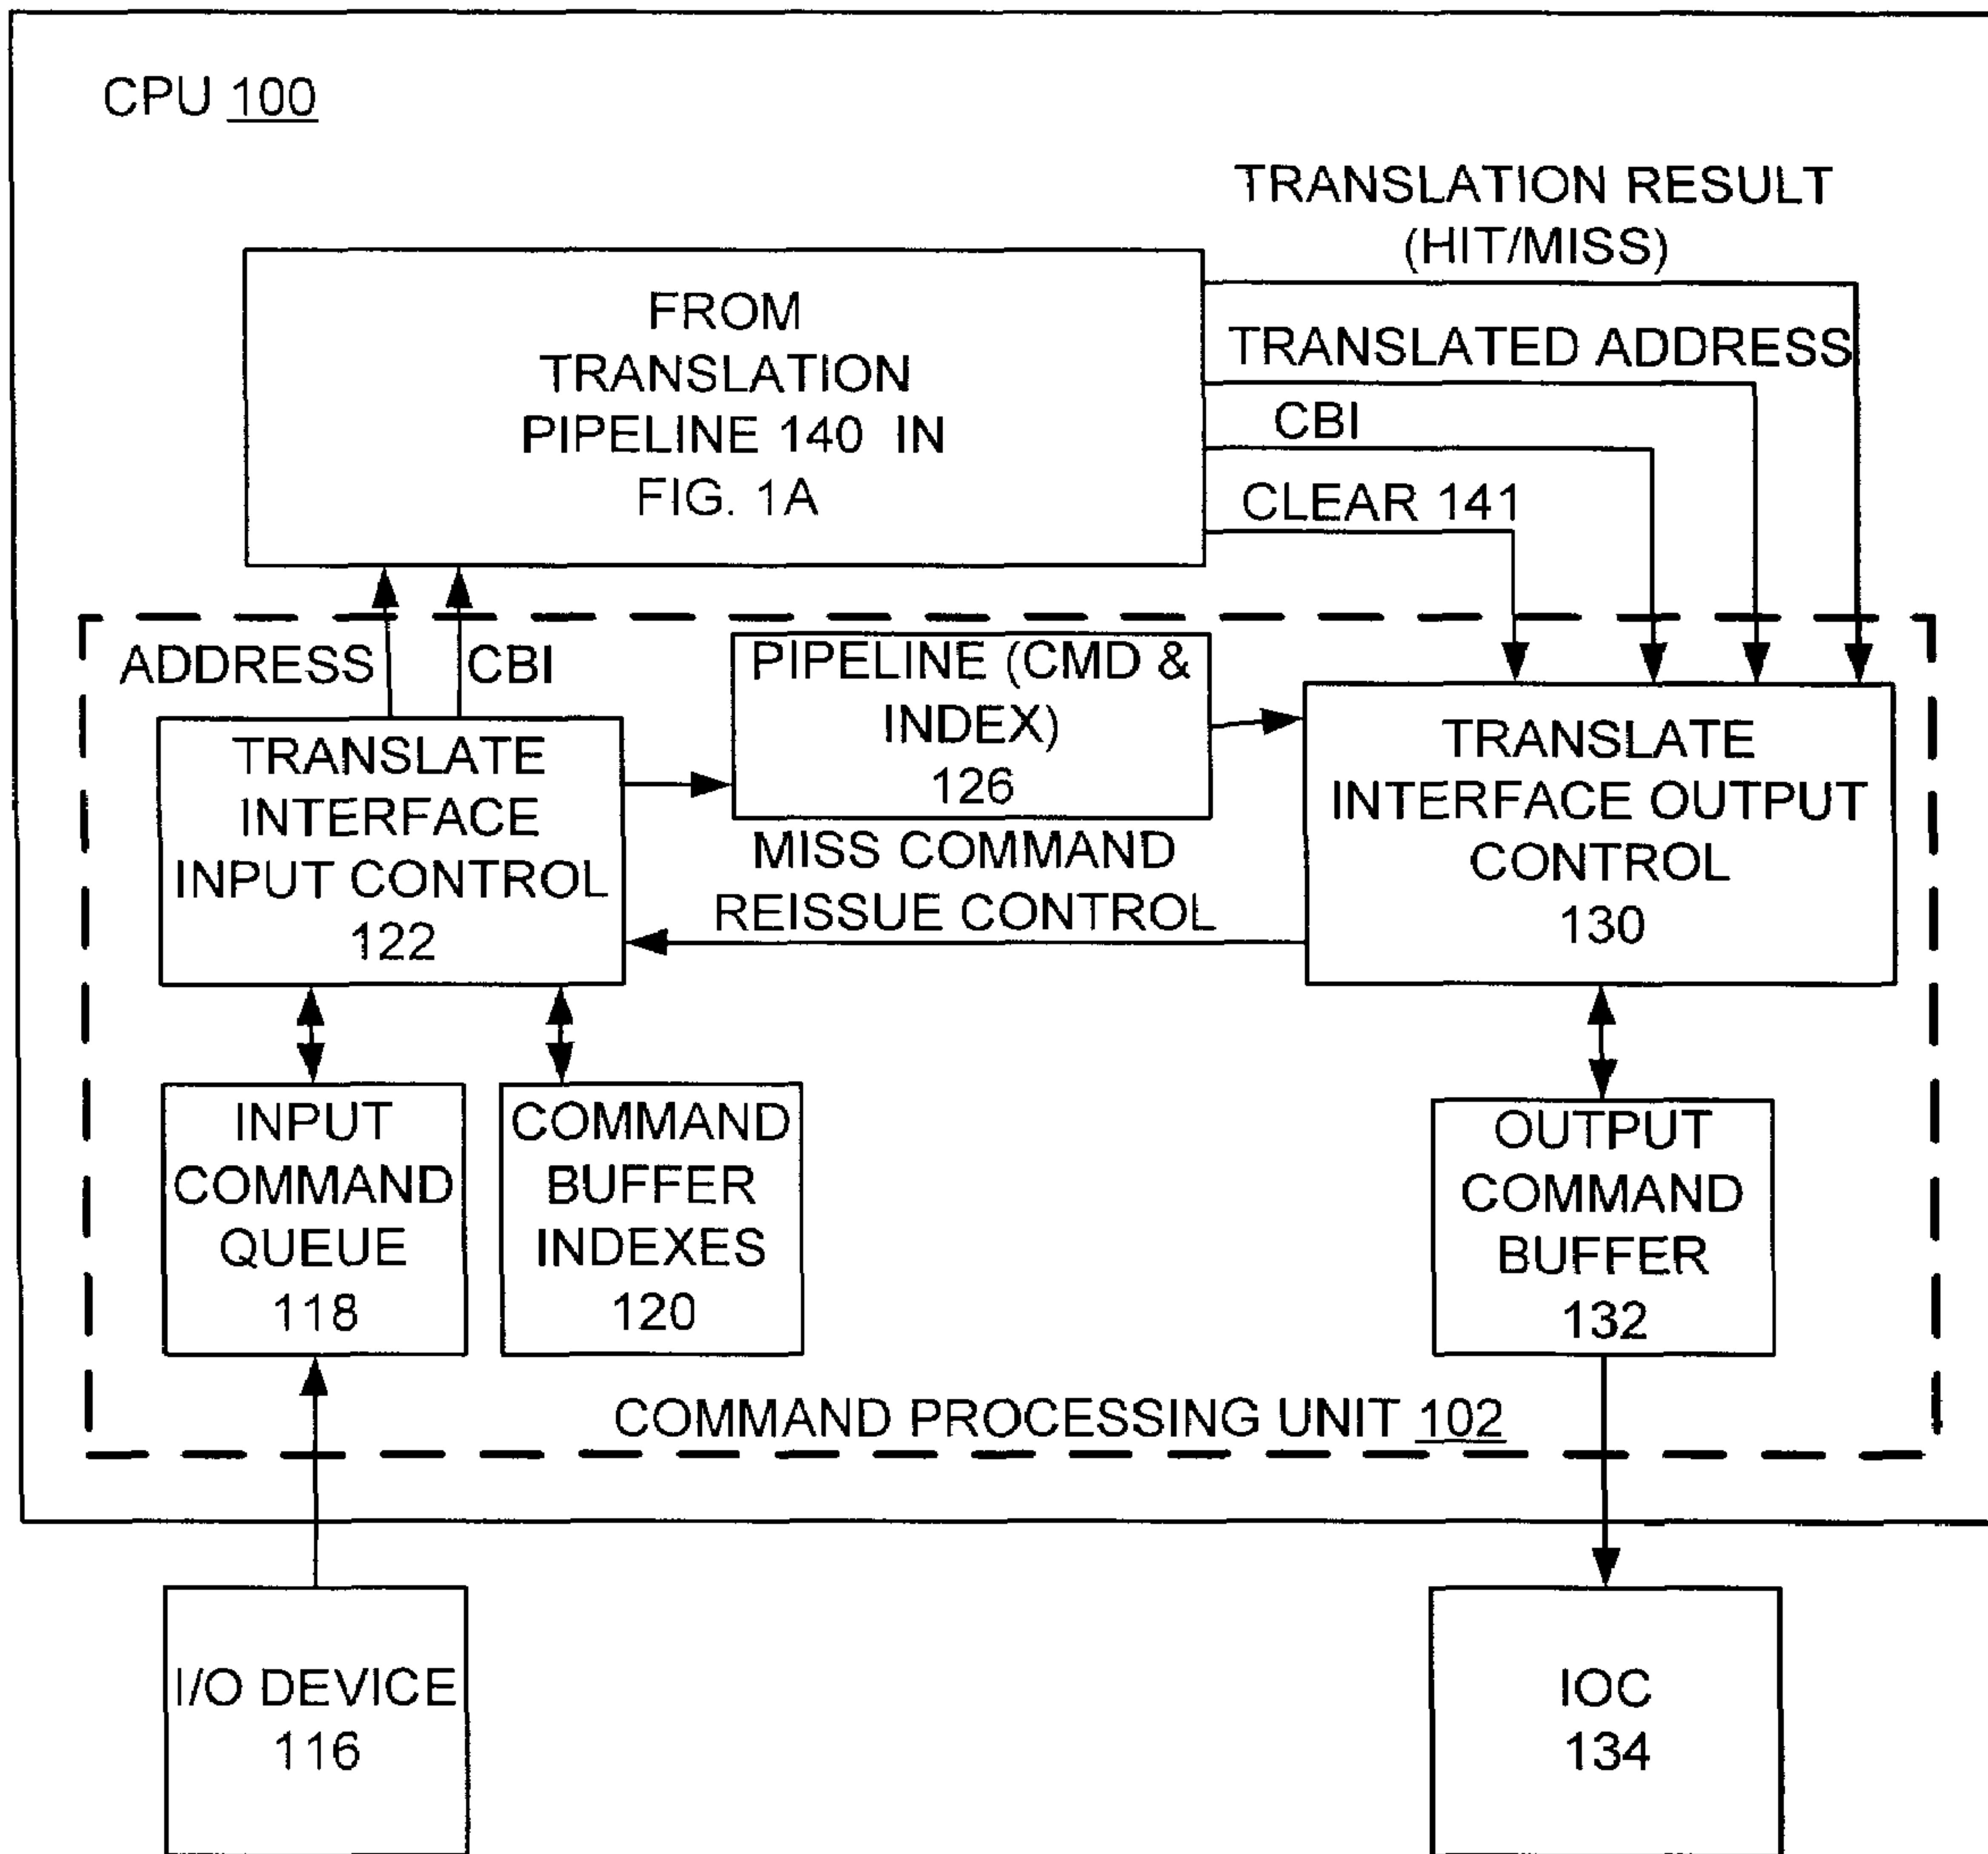 CPU 100
TRANSLATION RESULT
(HIT/MISS)
FROM
TRANSLATION
PIPELINE 140 IN
FIG. 1A
TRANSLATED ADDRESS
CBI
CLEAR 141
ADDRESS
CBI
PIPELINE (CMD &
INDEX)
126
TRANSLATE
INTERFACE
INPUT CONTROL
122
MISS COMMAND
REISSUE CONTROL
TRANSLATE
INTERFACE OUTPUT
CONTROL
130
INPUT
COMMAND
QUEUE
118
COMMAND
BUFFER
INDEXES
120
OUTPUT
COMMAND
BUFFER
132
COMMAND PROCESSING UNIT 102
I/O DEVICE
116
IOC
134